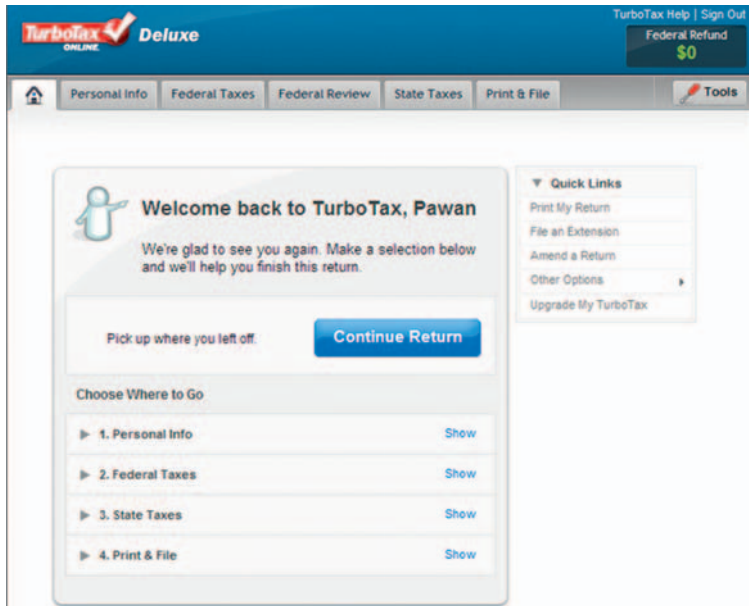 TurboTax Help | Sign Out
TurboTax Deluxe
ONLINE
Federal Refund
$0
Personal Info Federal Taxes Federal Review State Taxes Print & File Tools
Welcome back to TurboTax, Pawan
We're glad to see you again. Make a selection below
and we'll help you finish this return.
Pick up where you left off. Continue Return
Choose Where to Go
1. Personal Info Show
2. Federal Taxes Show
3. State Taxes Show
4. Print & File Show
Quick Links
Print My Return
File an Extension
Amend a Return
Other Options
Upgrade My TurboTax